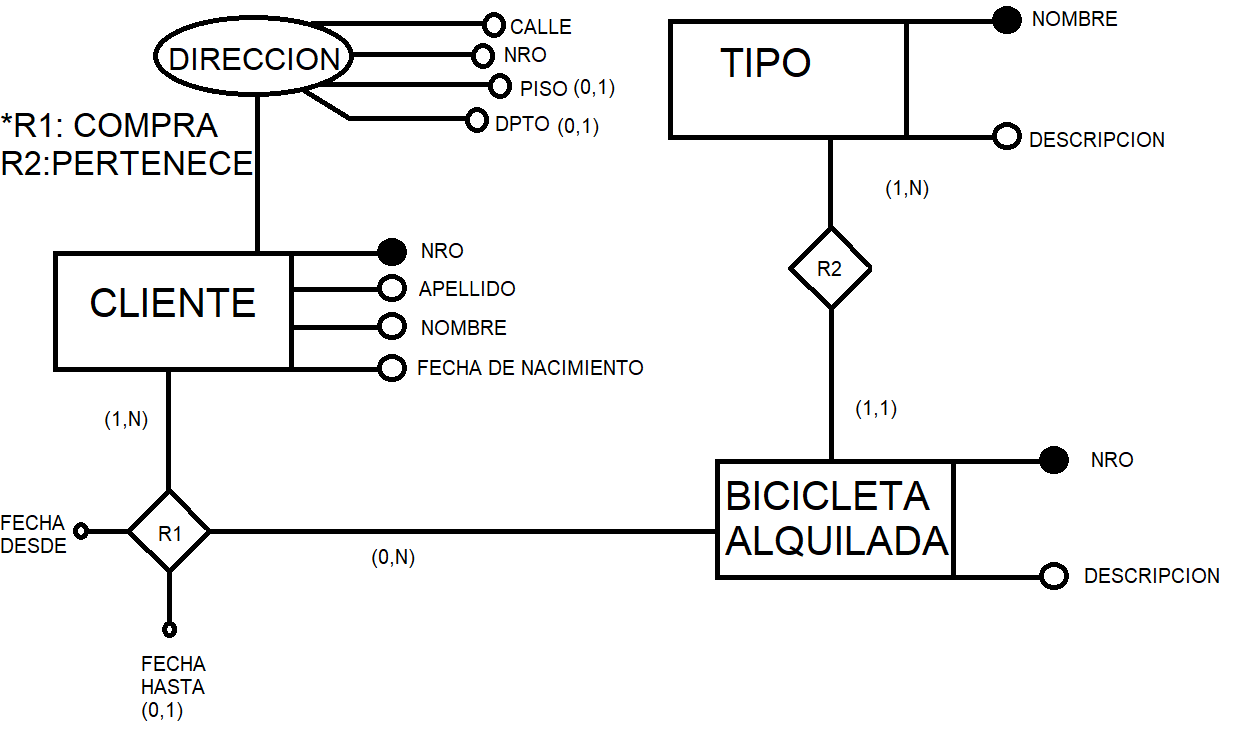 DIRECCION
CALLE
NRO
PISO (0,1)
DPTO (0,1)
*R1: COMPRA
R2:PERTENECE
CLIENTE
NRO
APELLIDO
NOMBRE
FECHA DE NACIMIENTO
(1,N)
R1
FECHA
DESDE
FECHA
HASTA
(0,1)
(0,N)
TIPO
NOMBRE
DESCRIPCION
(1,N)
R2
(1,1)
BICICLETA
ALQUILADA
NRO
DESCRIPCION